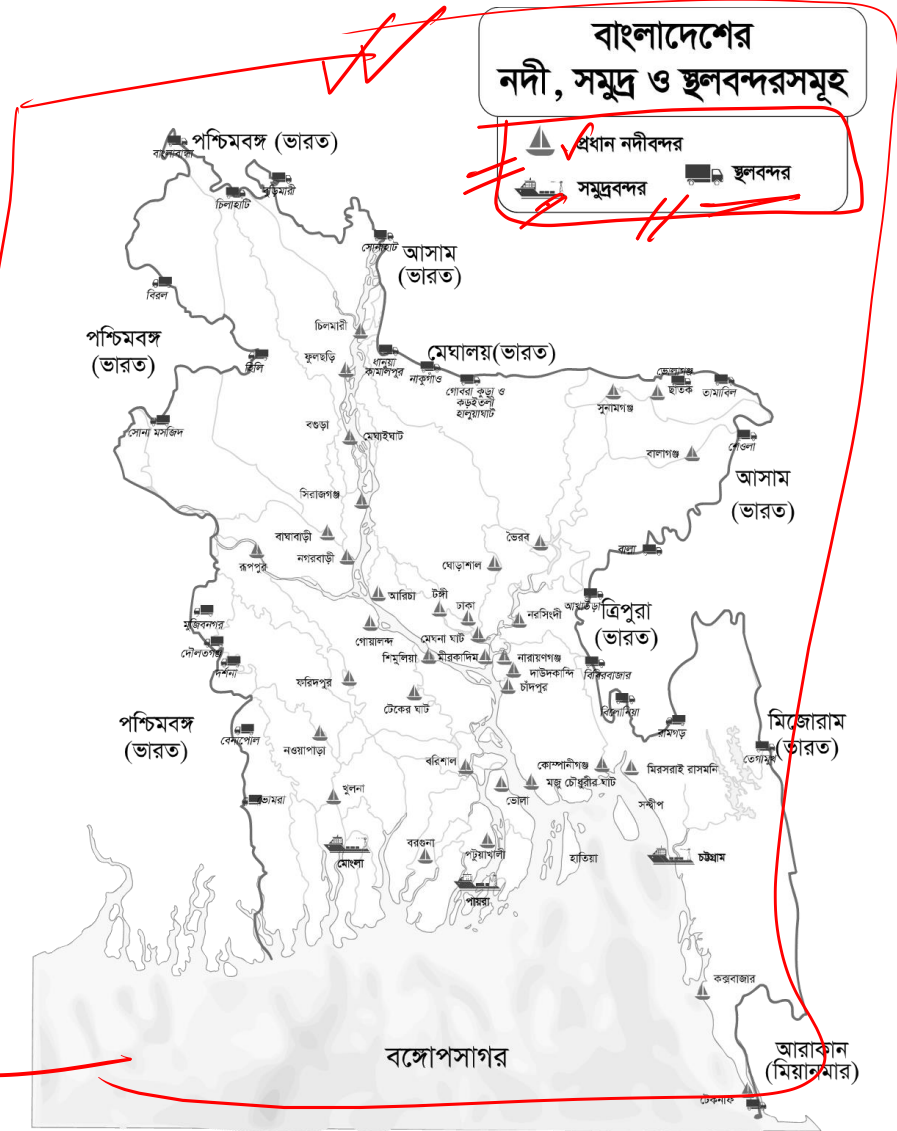 বাংলাদেশের
নদী, সমুদ্র ও স্থলবন্দরসমূহ
প্রধান নদীবন্দর
স্থলবন্দর
সমুদ্রবন্দর
পশ্চিমবঙ্গ (ভারত)
বাংলাবান্ধা
বুড়িমারী
চিলাহাটি
সোনাহাট
আসাম
(ভারত)
বিরল
চিলমারী
পশ্চিমবঙ্গ
(ভারত)
হিলি
ফুলছড়ি
ধানুয়া
কামালপুর
নাকুগাঁও
মেঘালয়(ভারত)
গোবরা কুড়া ও
কড়ইতলী
হালুয়াঘাট
ভোলাগঞ্জ
ছাতক
তামাবিল
সুনামগঞ্জ
সোনা মসজিদ
বগুড়া
মেঘাইঘাট
শেওলা
বালাগঞ্জ
আসাম
(ভারত)
সিরাজগঞ্জ
বাঘাবাড়ী
নগরবাড়ী
রূপপুর
ভৈরব
ঘোড়াশাল
বাল্লা
আরিচা
টঙ্গী
ঢাকা
নরসিংদী
আখাউড়া
ত্রিপুরা
(ভারত)
মুজিবনগর
গোয়ালন্দ
মেঘনা ঘাট
দৌলতগঞ্জ
দর্শনা
শিমুলিয়া
মীরকাদিম
নারায়ণগঞ্জ
দাউদকান্দি
চাঁদপুর
বিবিরবাজার
ফরিদপুর
টেকের ঘাট
বিলোনিয়া
রামগড়
পশ্চিমবঙ্গ
(ভারত)
বেনাপোল
নওয়াপাড়া
মিজোরাম
(ভারত)
তেগামুখ
বরিশাল
কোম্পানীগঞ্জ
মজু চৌধুরীর ঘাট
মিরসরাই রাসমনি
ভোমরা
খুলনা
ভোলা
সন্দ্বীপ
মোংলা
বরগুনা
পটুয়াখালী
হাতিয়া
চট্টগ্রাম
পায়রা
কক্সবাজার
বঙ্গোপসাগর
আরাকান
(মিয়ানমার)
টেকনাফ